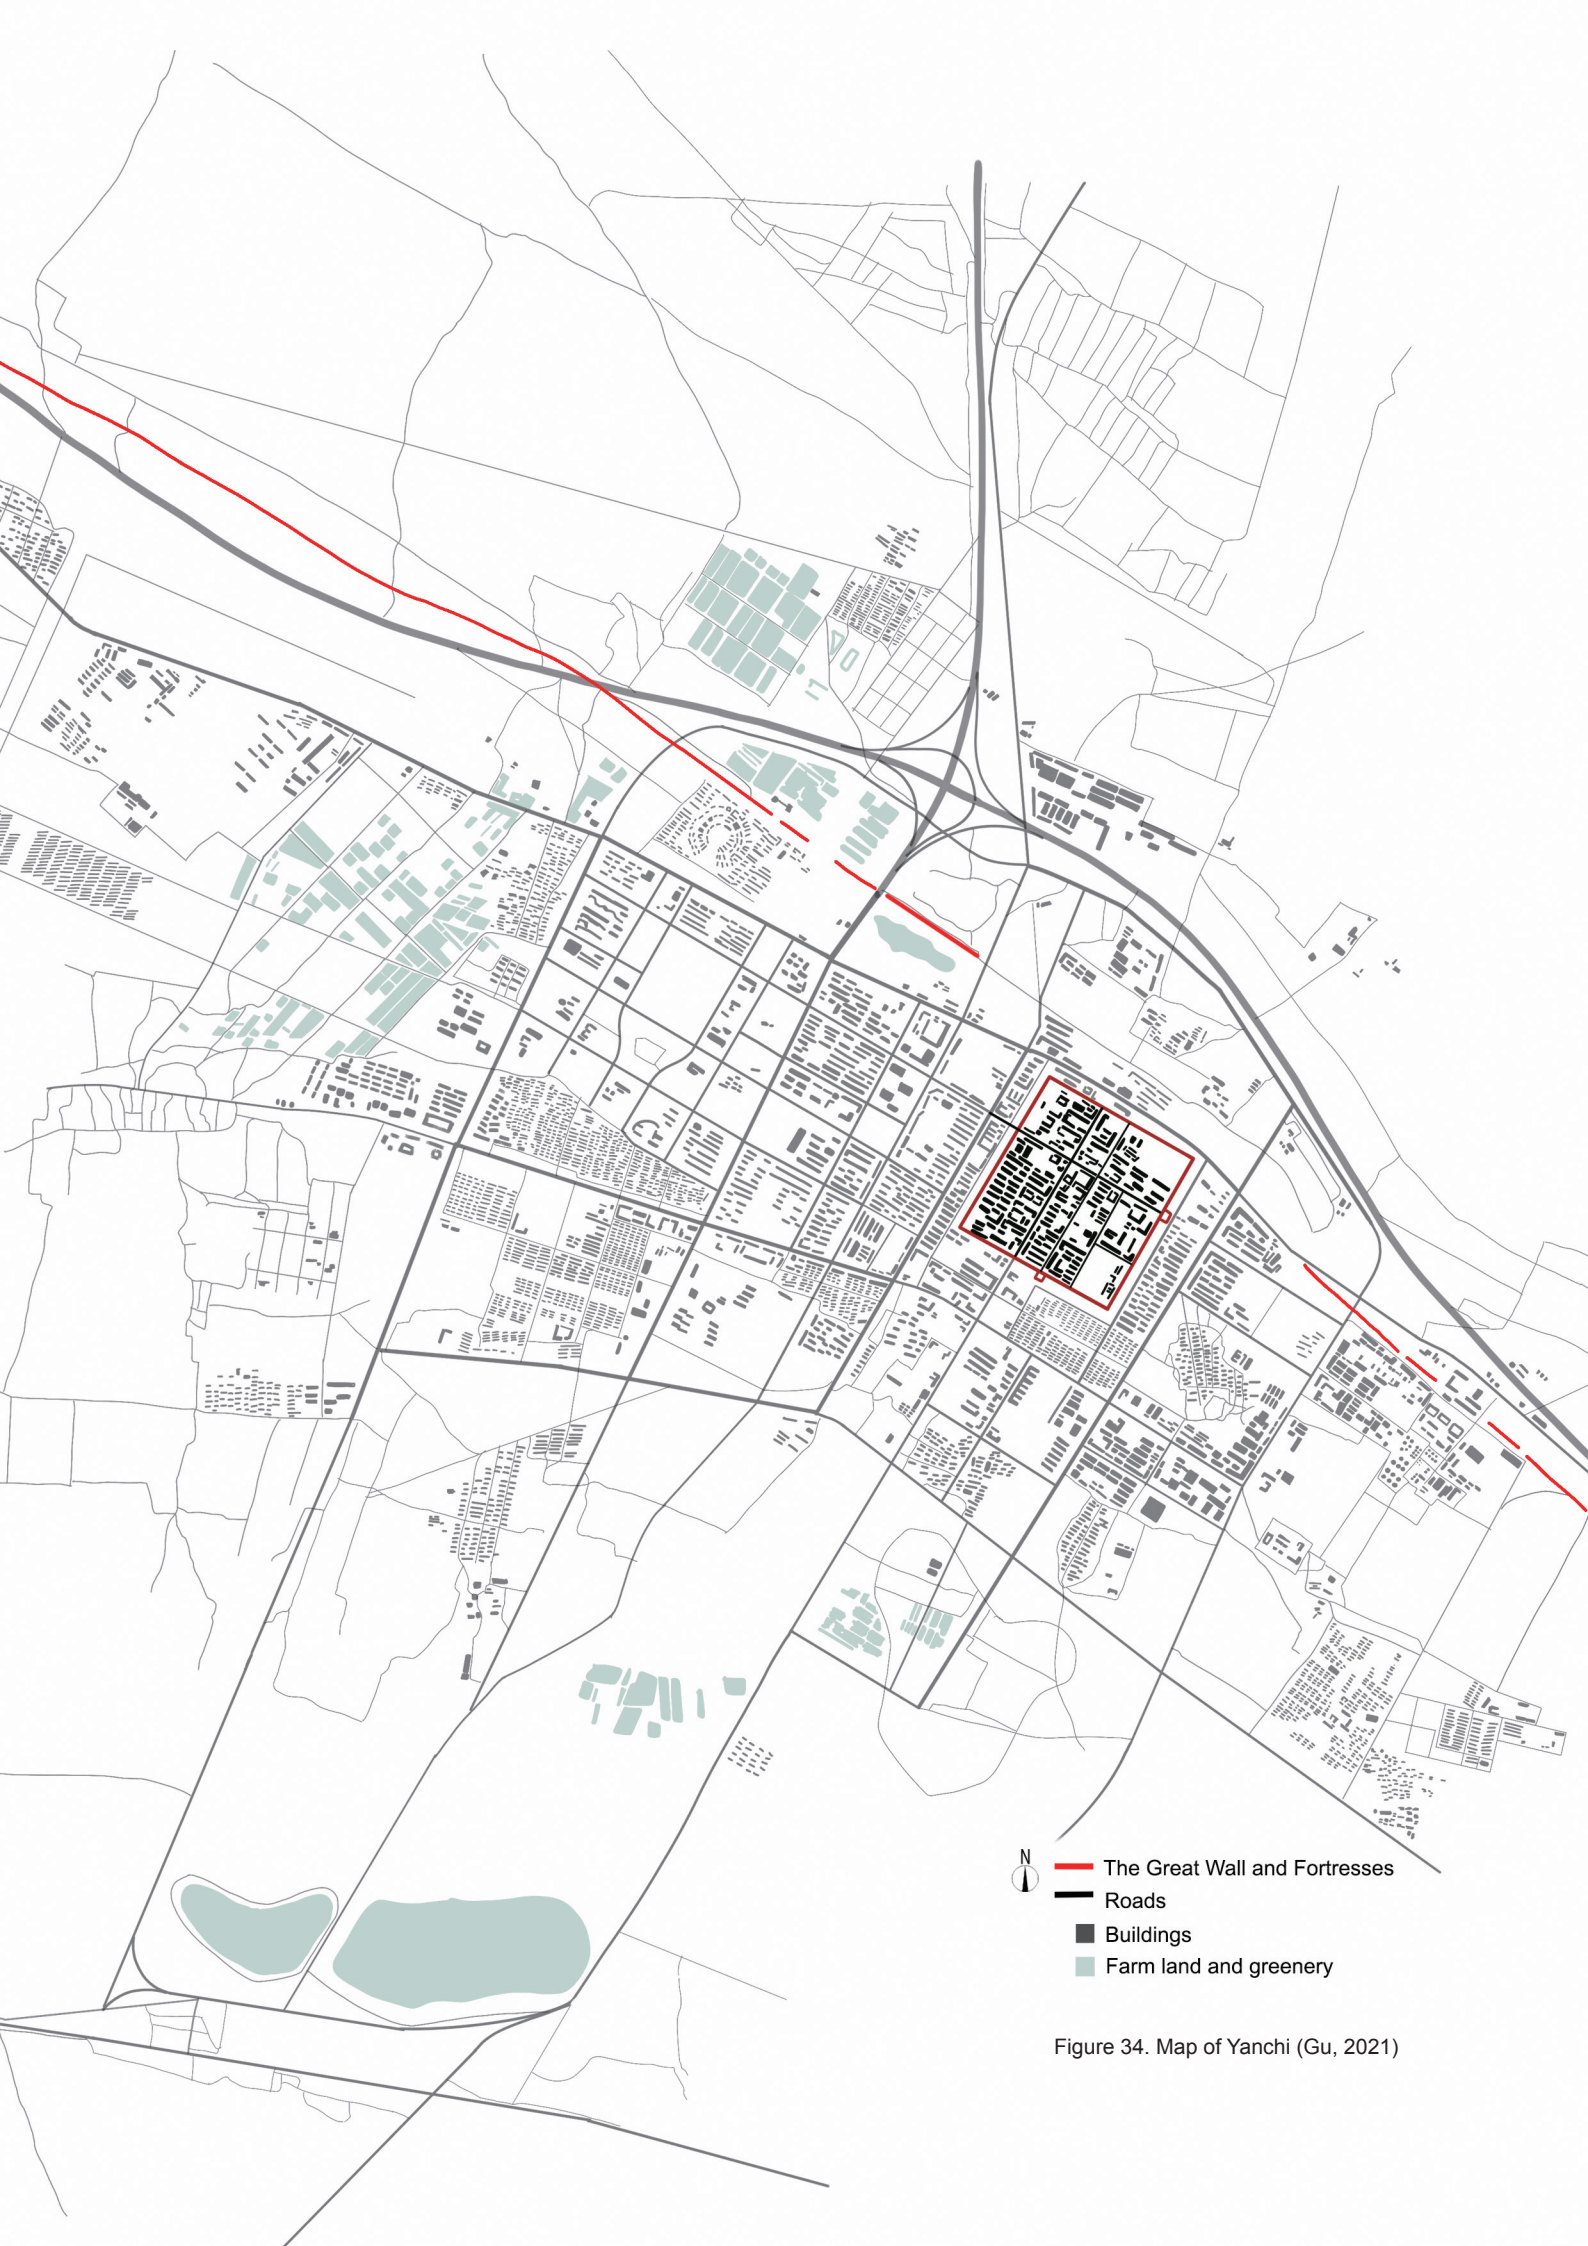 N
The Great Wall and Fortresses
Roads
Buildings
Farm land and greenery
Figure 34. Map of Yanchi (Gu, 2021)